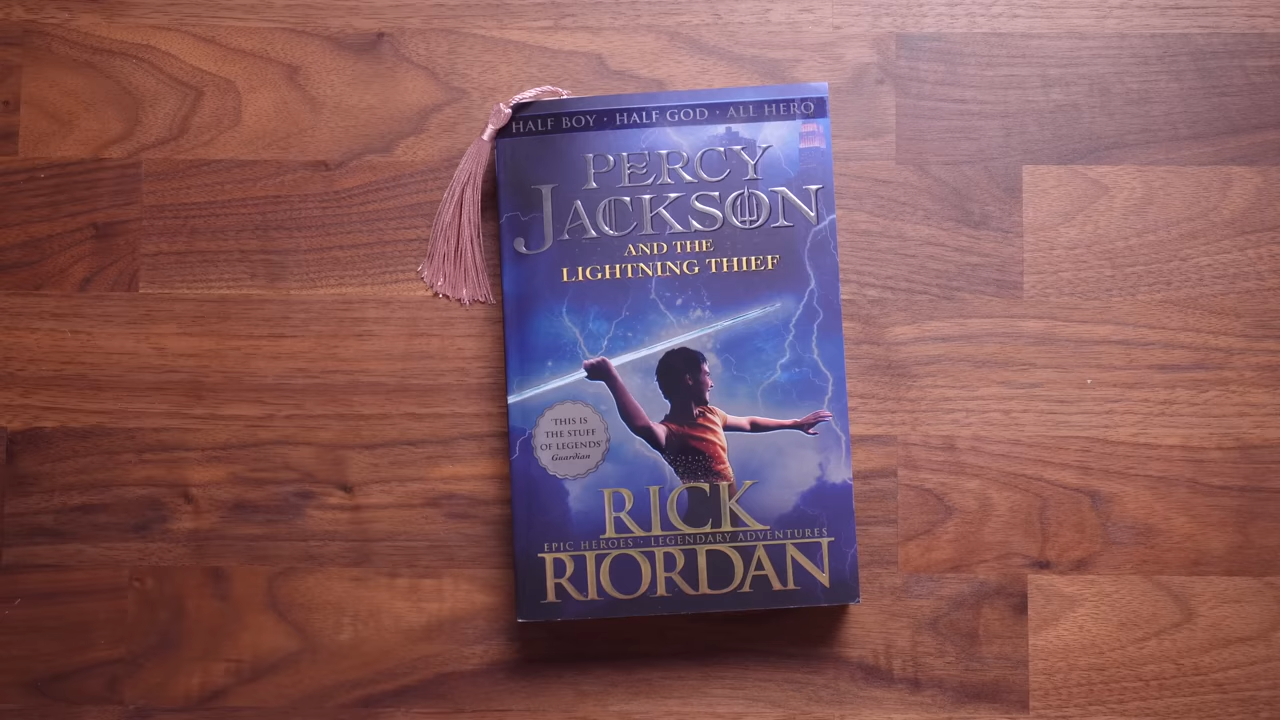 HALF BOY · HALF GOD · ALL HERO
PERCY
JACKSON
AND THE
LIGHTNING THIEF
'THIS IS
THE STUFF
OF LEGENDS'
Guardian
RICK
EPIC HEROES · LEGENDARY ADVENTURES
RIORDAN